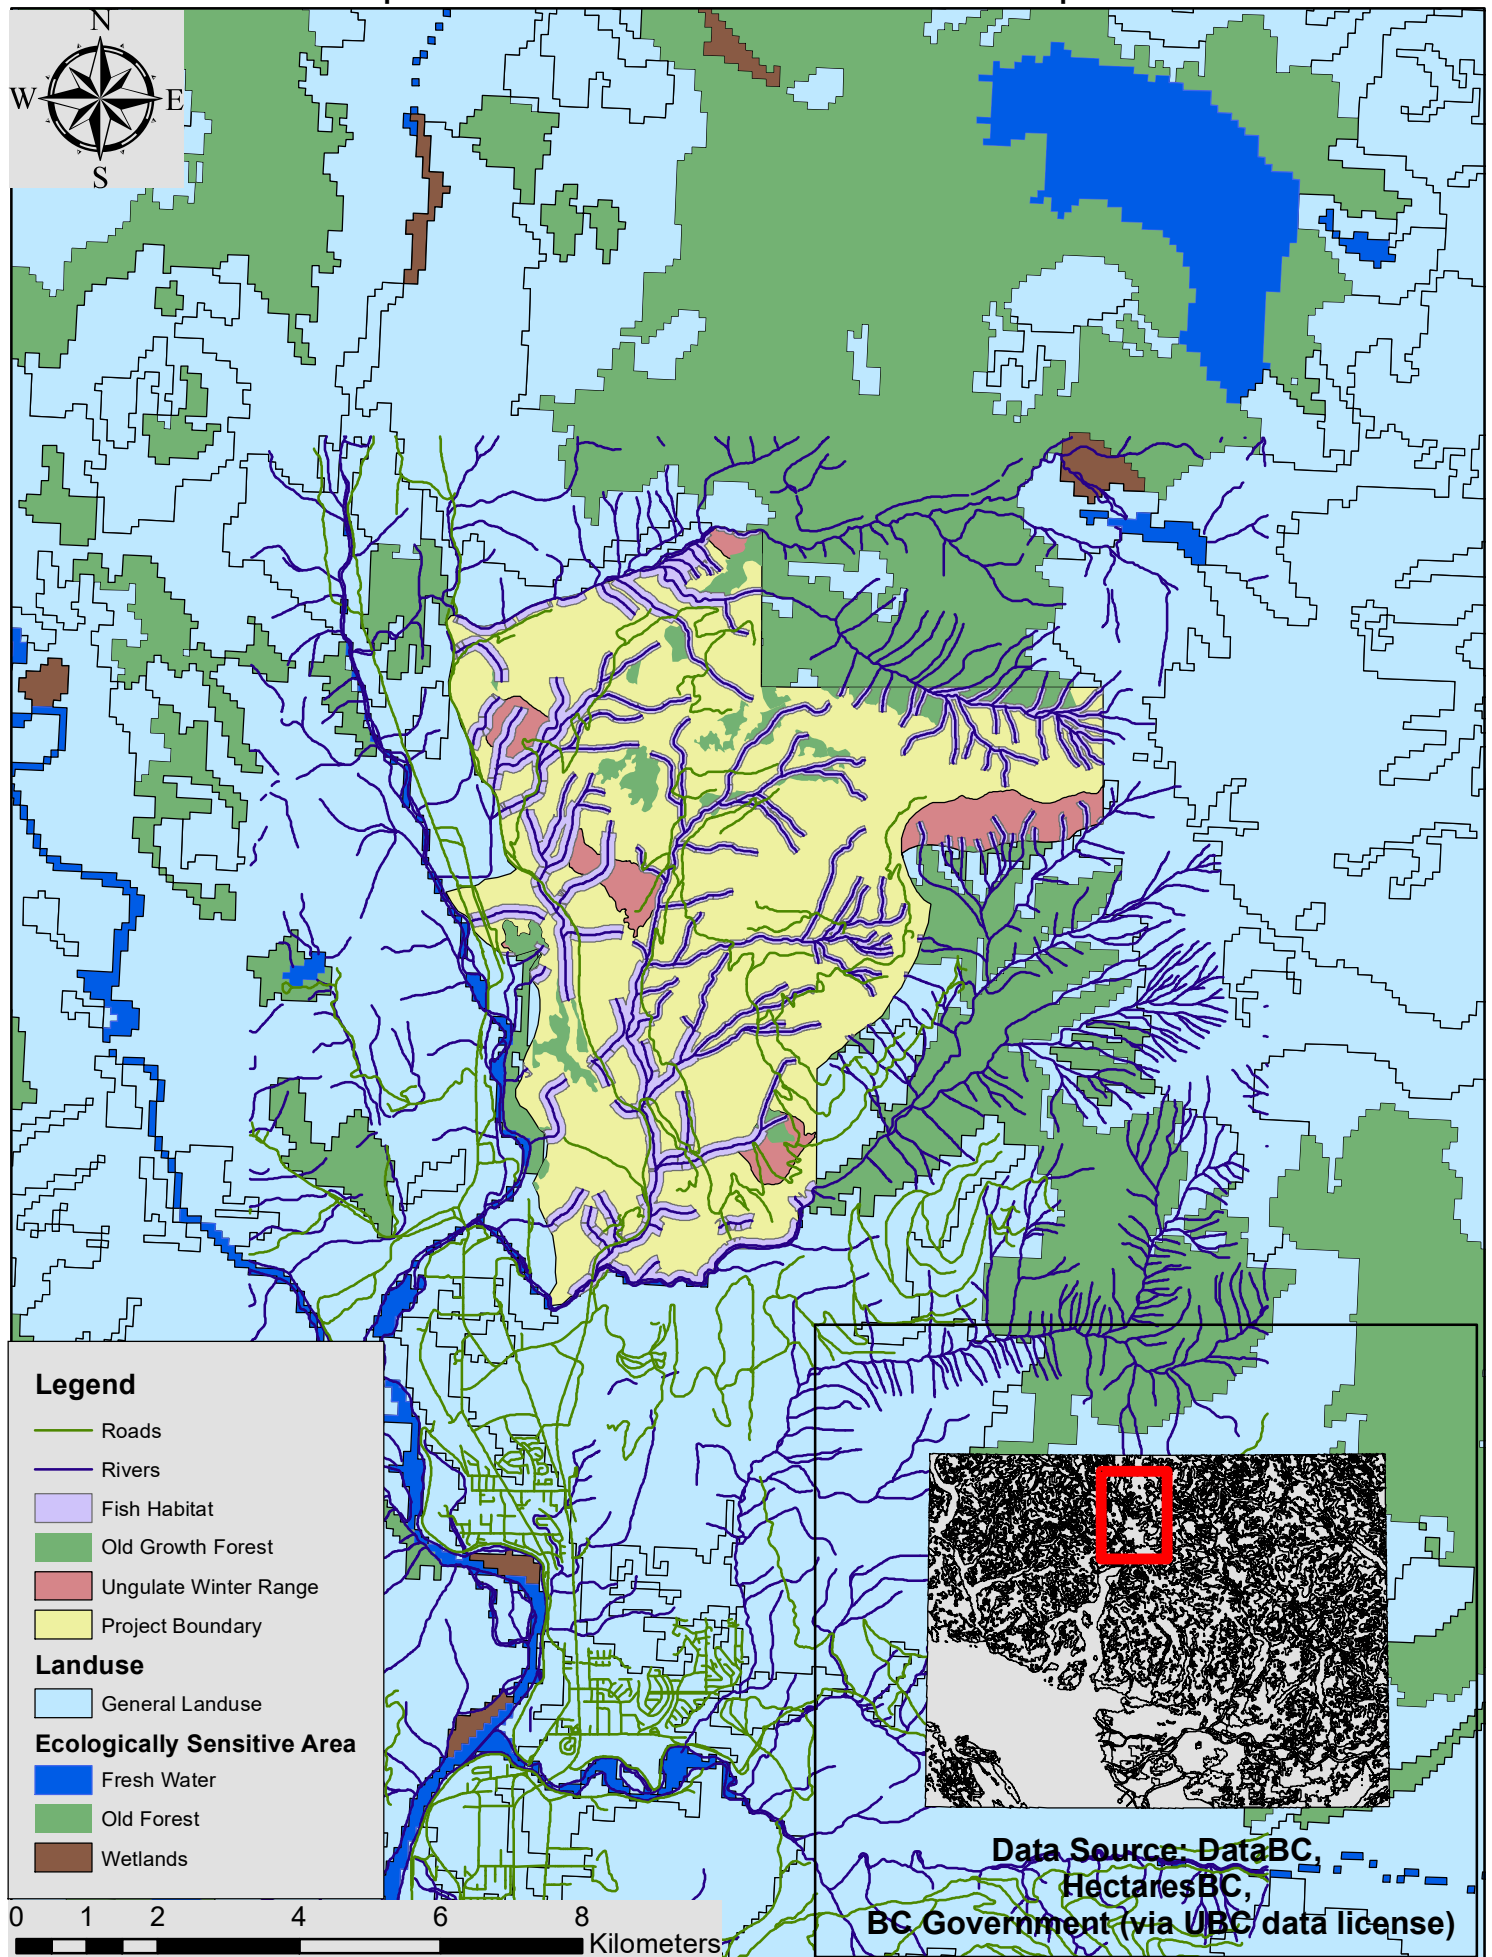 N
W E
S
Legend
Roads
Rivers
Fish Habitat
Old Growth Forest
Ungulate Winter Range
Project Boundary
Landuse
General Landuse
Ecologically Sensitive Area
Fresh Water
Old Forest
Wetlands
0 1 2 4 6 8
Kilometers
Data Source: DataBC,
HectaresBC,
BC Government (via UBC data license)